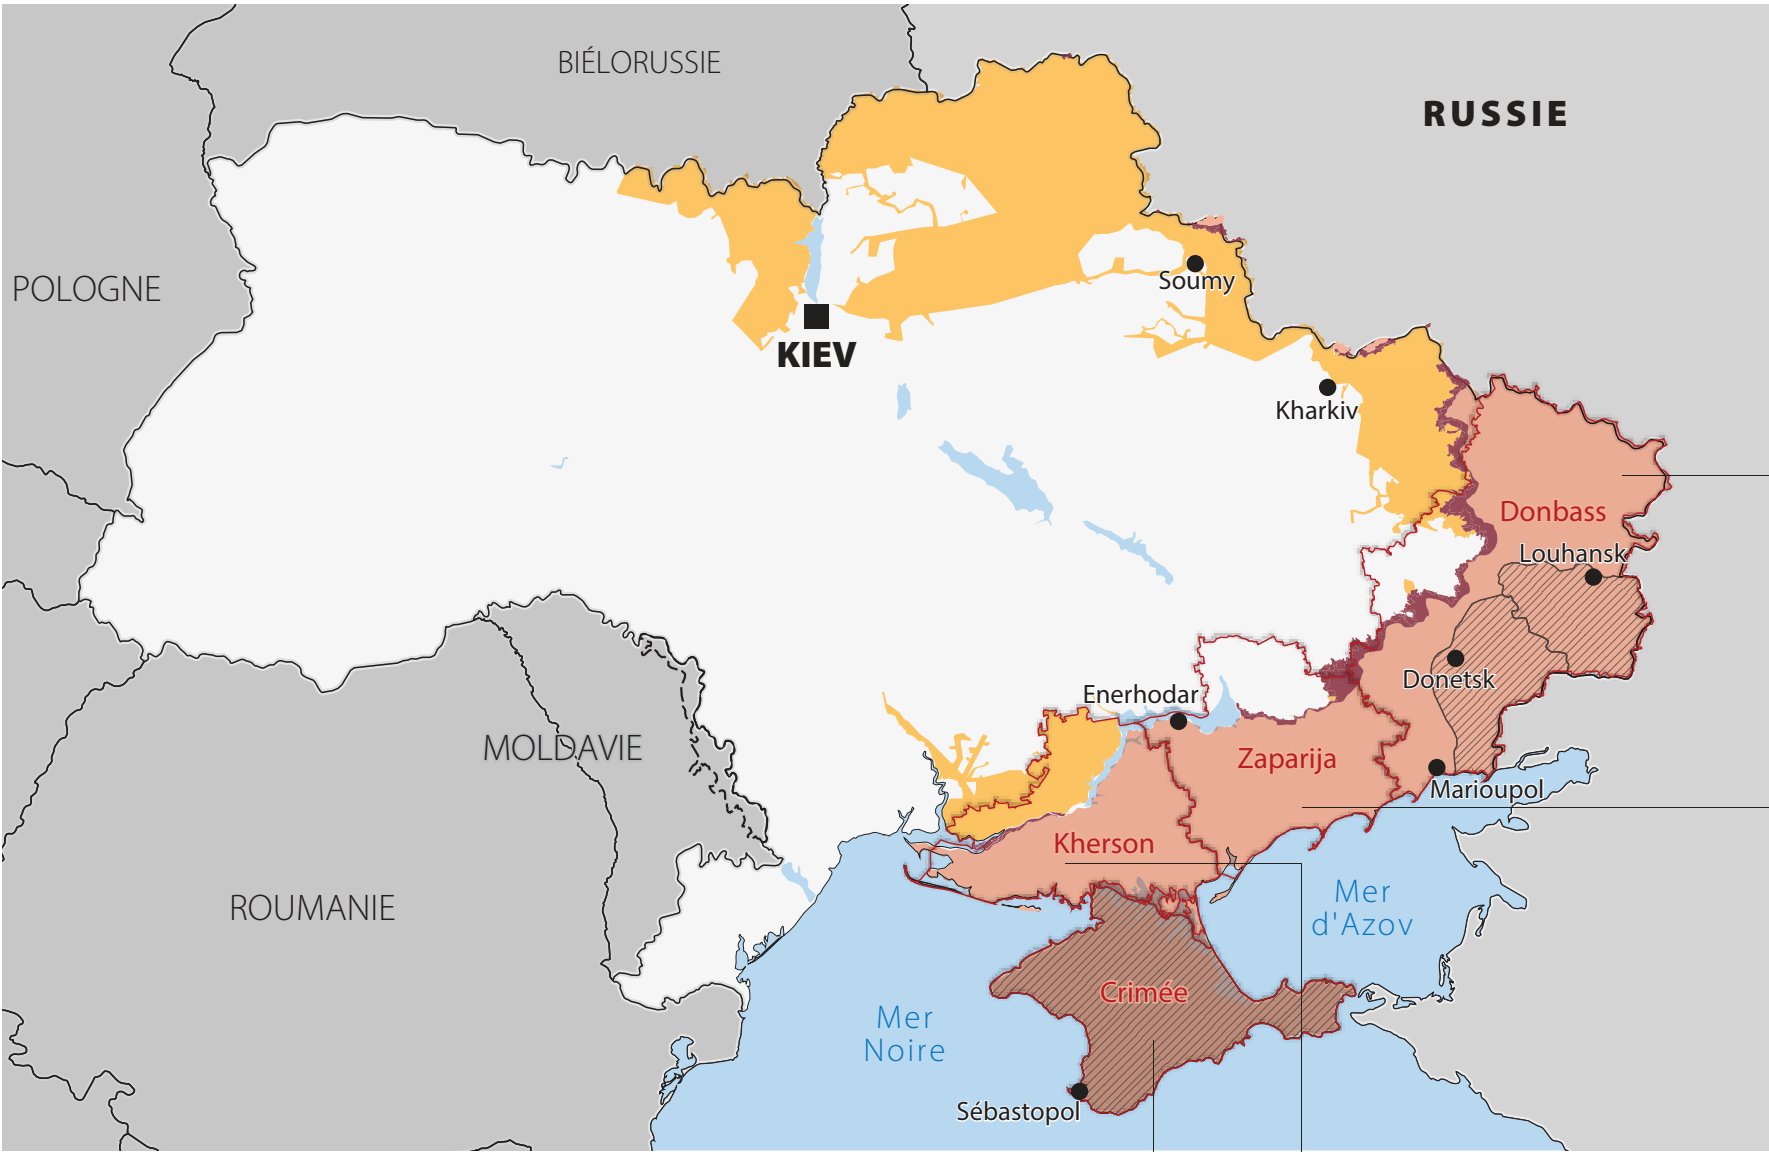 BIÉLORUSSIE
RUSSIE
POLOGNE
Soumy
KIEV
Kharkiv
Donbass
Louhansk
Donetsk
Enerhodar
MOLDAVIE
Zaparija
Marioupol
Kherson
ROUMANIE
Mer
d'Azov
Crimée
Mer
Noire
Sébastopol